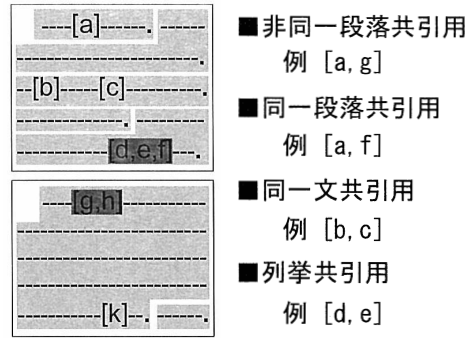 [a]
[b] [c]
[d,e,f]
[g,h]
[k]
■非同一段落共引用
例 [a,g]
■同一段落共引用
例 [a,f]
■同一文共引用
例 [b,c]
■列挙共引用
例 [d,e]